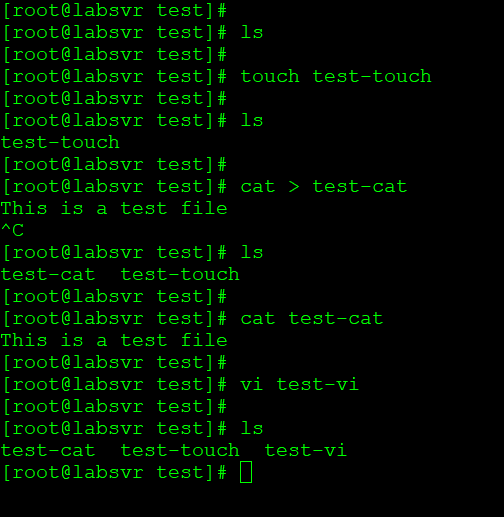 [root@labsvr test]#
[root@labsvr test]# ls
[root@labsvr test]#
[root@labsvr test]# touch test-touch
[root@labsvr test]#
[root@labsvr test]# ls
test-touch
[root@labsvr test]#
[root@labsvr test]# cat > test-cat
This is a test file
^C
[root@labsvr test]# ls
test-cat  test-touch
[root@labsvr test]#
[root@labsvr test]# cat test-cat
This is a test file
[root@labsvr test]#
[root@labsvr test]# vi test-vi
[root@labsvr test]#
[root@labsvr test]# ls
test-cat  test-touch  test-vi
[root@labsvr test]#